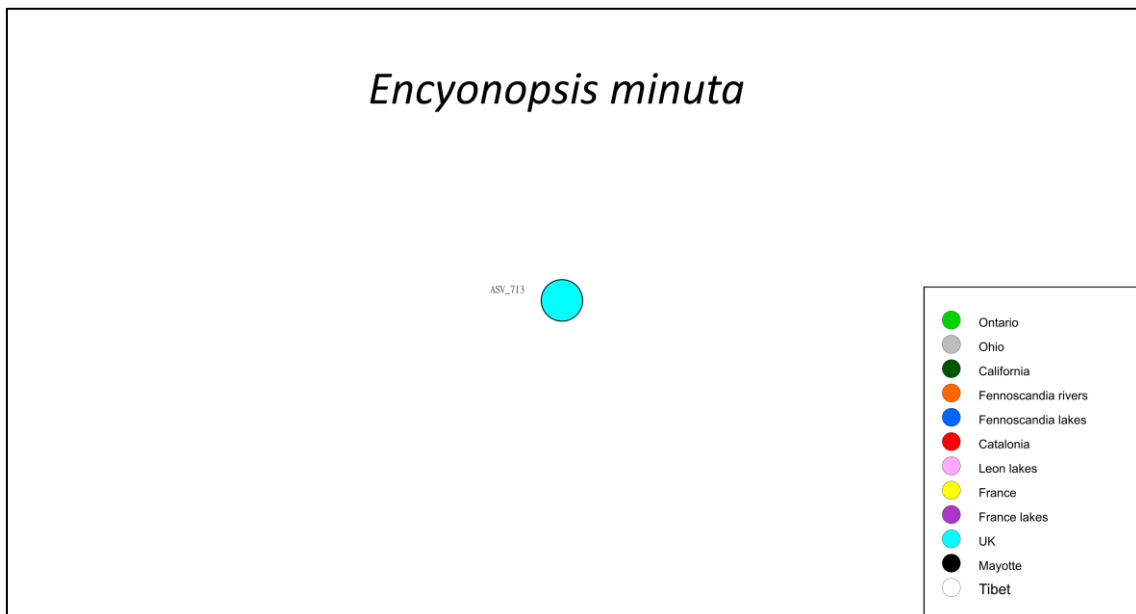 Encyonopsis minuta
ASV_713
Ontario
Ohio
California
Fennoscandia rivers
Fennoscandia lakes
Catalonia
Leon lakes
France
France lakes
UK
Mayotte
Tibet